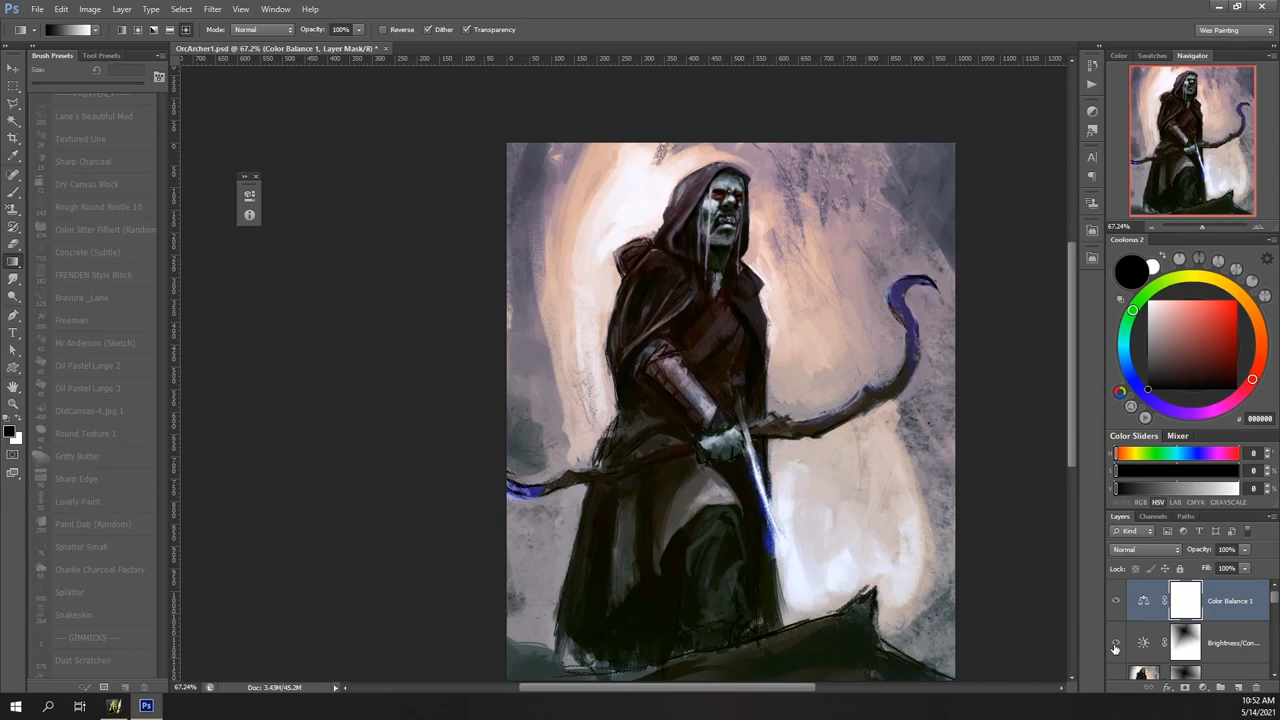 Ps File Edit Image Layer Type Select Filter View Window Help
Mode: Normal Opacity: 100% Reverse Dither Transparency Wes Painting
OrcArcher1.psd @ 67.2% (Color Balance 1, Layer Mask/8) *
Brush Presets Tool Presets
Size:
Lane's Beautiful Mud
Textured Line
Sharp Charcoal
Dry Canvas Block
Rough Round Bristle 10
Color Jitter Filbert (Random
Concrete (Subtle)
FRENDEN Style Block
Bravura _Lane
Freeman
Mr Anderson (Sketch)
Oil Pastel Large 2
Oil Pastel Large 3
OldCanvas-4.jpg 1
Round Texture 1
Gritty Butter
Sharp Edge
Lovely Paint
Paint Dab (Random)
Splatter Small
Charlie Charcoal Factory
Splatter
Snakeskin
---- GIMMICKS ----
Dust Scratches
67.24% Doc: 3.43M/45.2M
Color Swatches Navigator
67.24%
Coolorus 2
# 000000
Color Sliders Mixer
H 0 °
S 0 %
V 0 %
RGB HSV LAB CMYK GRAYSCALE
Layers Channels Paths
Kind
Normal Opacity: 100%
Lock: Fill: 100%
Color Balance 1
Brightness/Con...
10:52 AM
5/14/2021